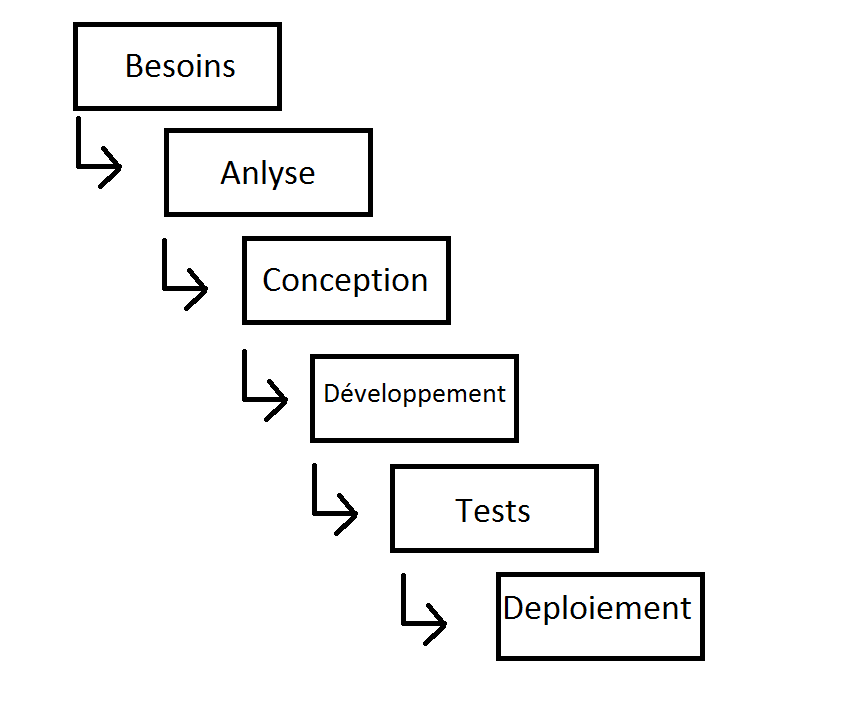 Besoins
Anlyse
Conception
Développement
Tests
Deploiement